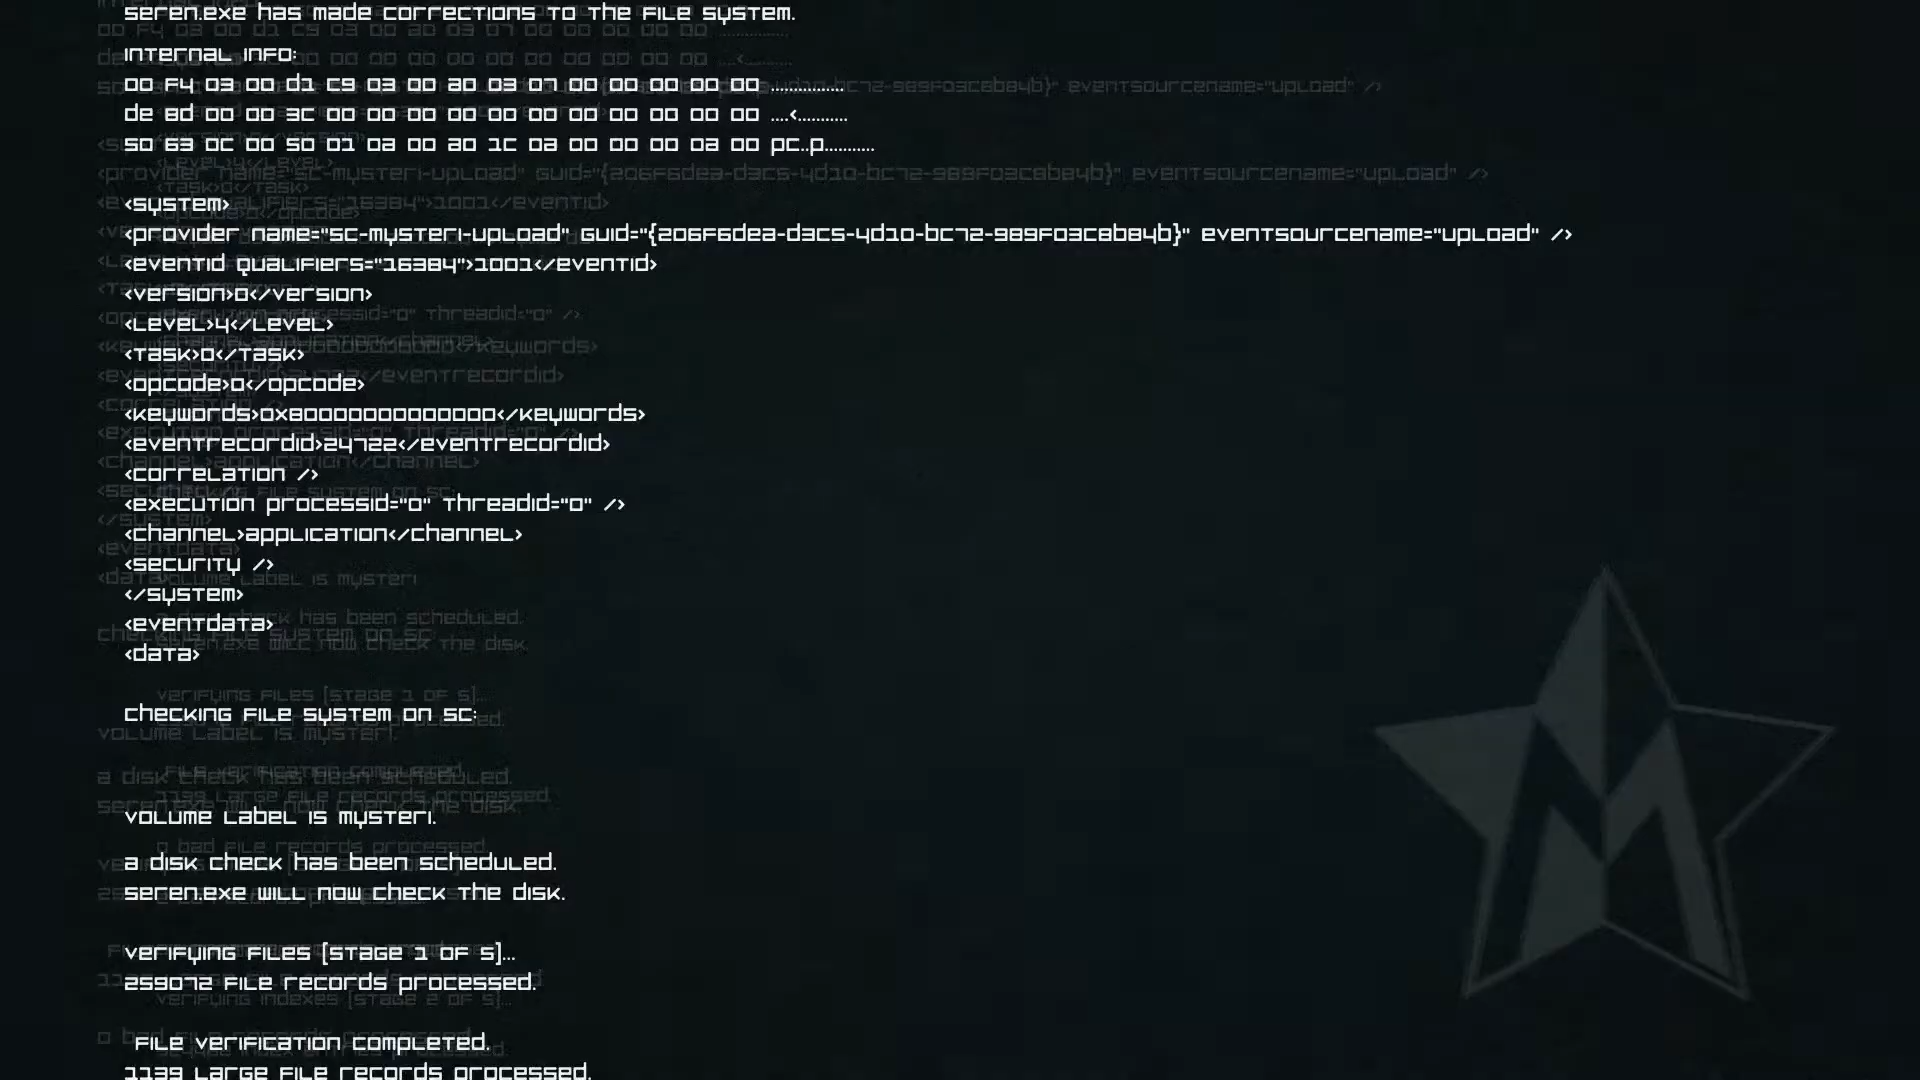 seren.exe has made corrections to the file system.
internal info:
00 f4 03 00 d1 c9 03 00 a0 03 07 00 00 00 00 00 ...............
de 8d 00 00 3c 00 00 00 00 00 00 00 00 00 00 00 ....<..........
50 63 0c 00 50 01 0a 00 a0 1c 0a 00 00 00 0a 00 pc..p..........
<system>
<provider name="sc-mysteri-upload" guid="{206f6dea-d3c5-4d10-bc72-989f03c8b84b}" eventsourcename="upload" />
<eventid qualifiers="16384">1001</eventid>
<version>0</version>
<level>4</level>
<task>0</task>
<opcode>0</opcode>
<keywords>0x80000000000000</keywords>
<eventrecordid>24722</eventrecordid>
<correlation />
<execution processid="0" threadid="0" />
<channel>application</channel>
<security />
</system>
<eventdata>
<data>
checking file system on sc:
volume label is mysteri.
a disk check has been scheduled.
seren.exe will now check the disk.
verifying files [stage 1 of 5]...
259072 file records processed.
file verification completed.
1139 large file records processed.